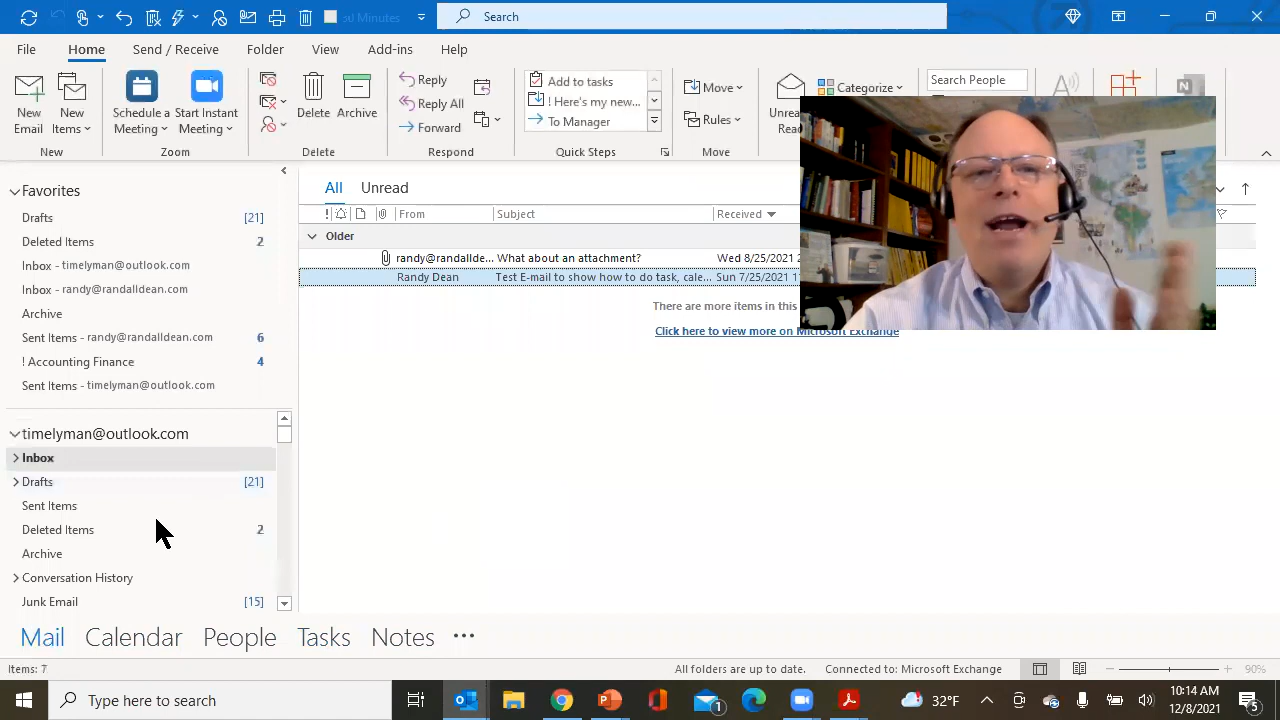 30 Minutes
Search
File Home Send / Receive Folder View Add-ins Help
New Email
New Items
Schedule a Meeting
Start Instant Meeting
Delete
Archive
Reply
Reply All
Forward
Add to tasks
! Here's my new...
To Manager
Move
Rules
Categorize
Search People
New
Zoom
Delete
Respond
Quick Steps
Move
Favorites
Drafts [21]
Deleted Items 2
Inbox - timelyman@outlook.com
Inbox - randy@randalldean.com
Archive
Sent Items - randy@randalldean.com 6
! Accounting Finance 4
Sent Items - timelyman@outlook.com
timelyman@outlook.com
Inbox
Drafts [21]
Sent Items
Deleted Items 2
Archive
Conversation History
Junk Email [15]
All Unread
From Subject Received
Older
randy@randallde... What about an attachment? Wed 8/25/2021
Randy Dean Test E-mail to show how to do task, cale... Sun 7/25/2021
There are more items in this
Click here to view more on Microsoft Exchange
Mail Calendar People Tasks Notes
Items: 7
All folders are up to date. Connected to: Microsoft Exchange 90%
Type here to search
32°F
10:14 AM
12/8/2021